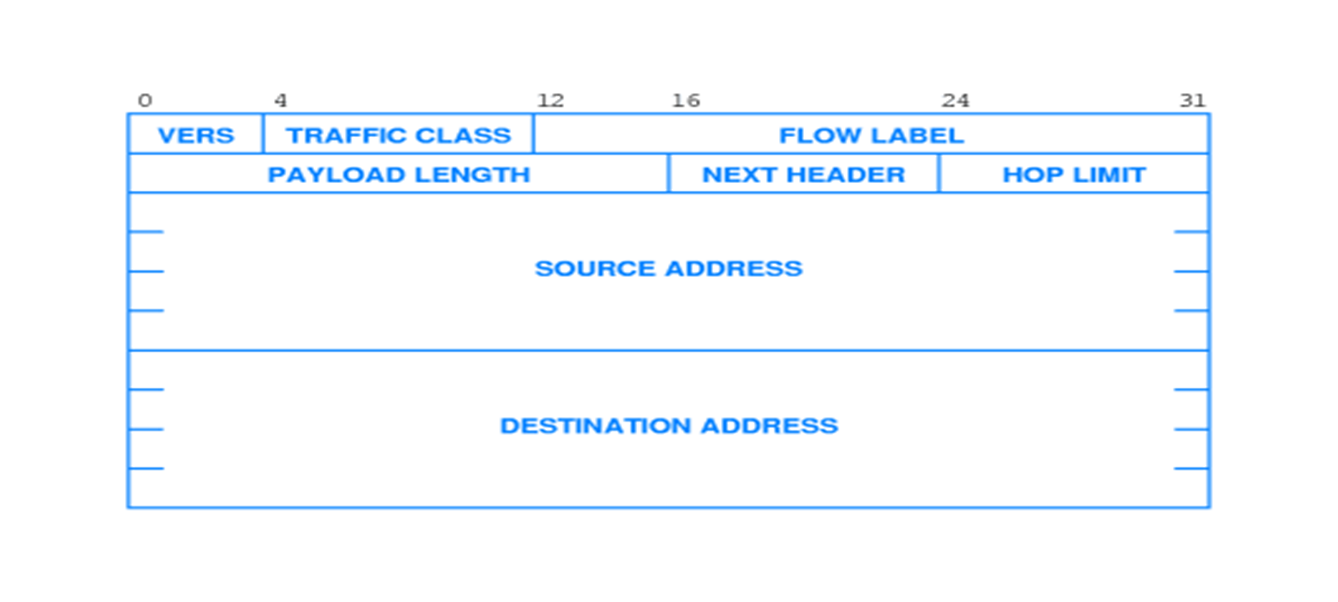 0 4 12 16 24 31
VERS TRAFFIC CLASS FLOW LABEL
PAYLOAD LENGTH NEXT HEADER HOP LIMIT
SOURCE ADDRESS
DESTINATION ADDRESS